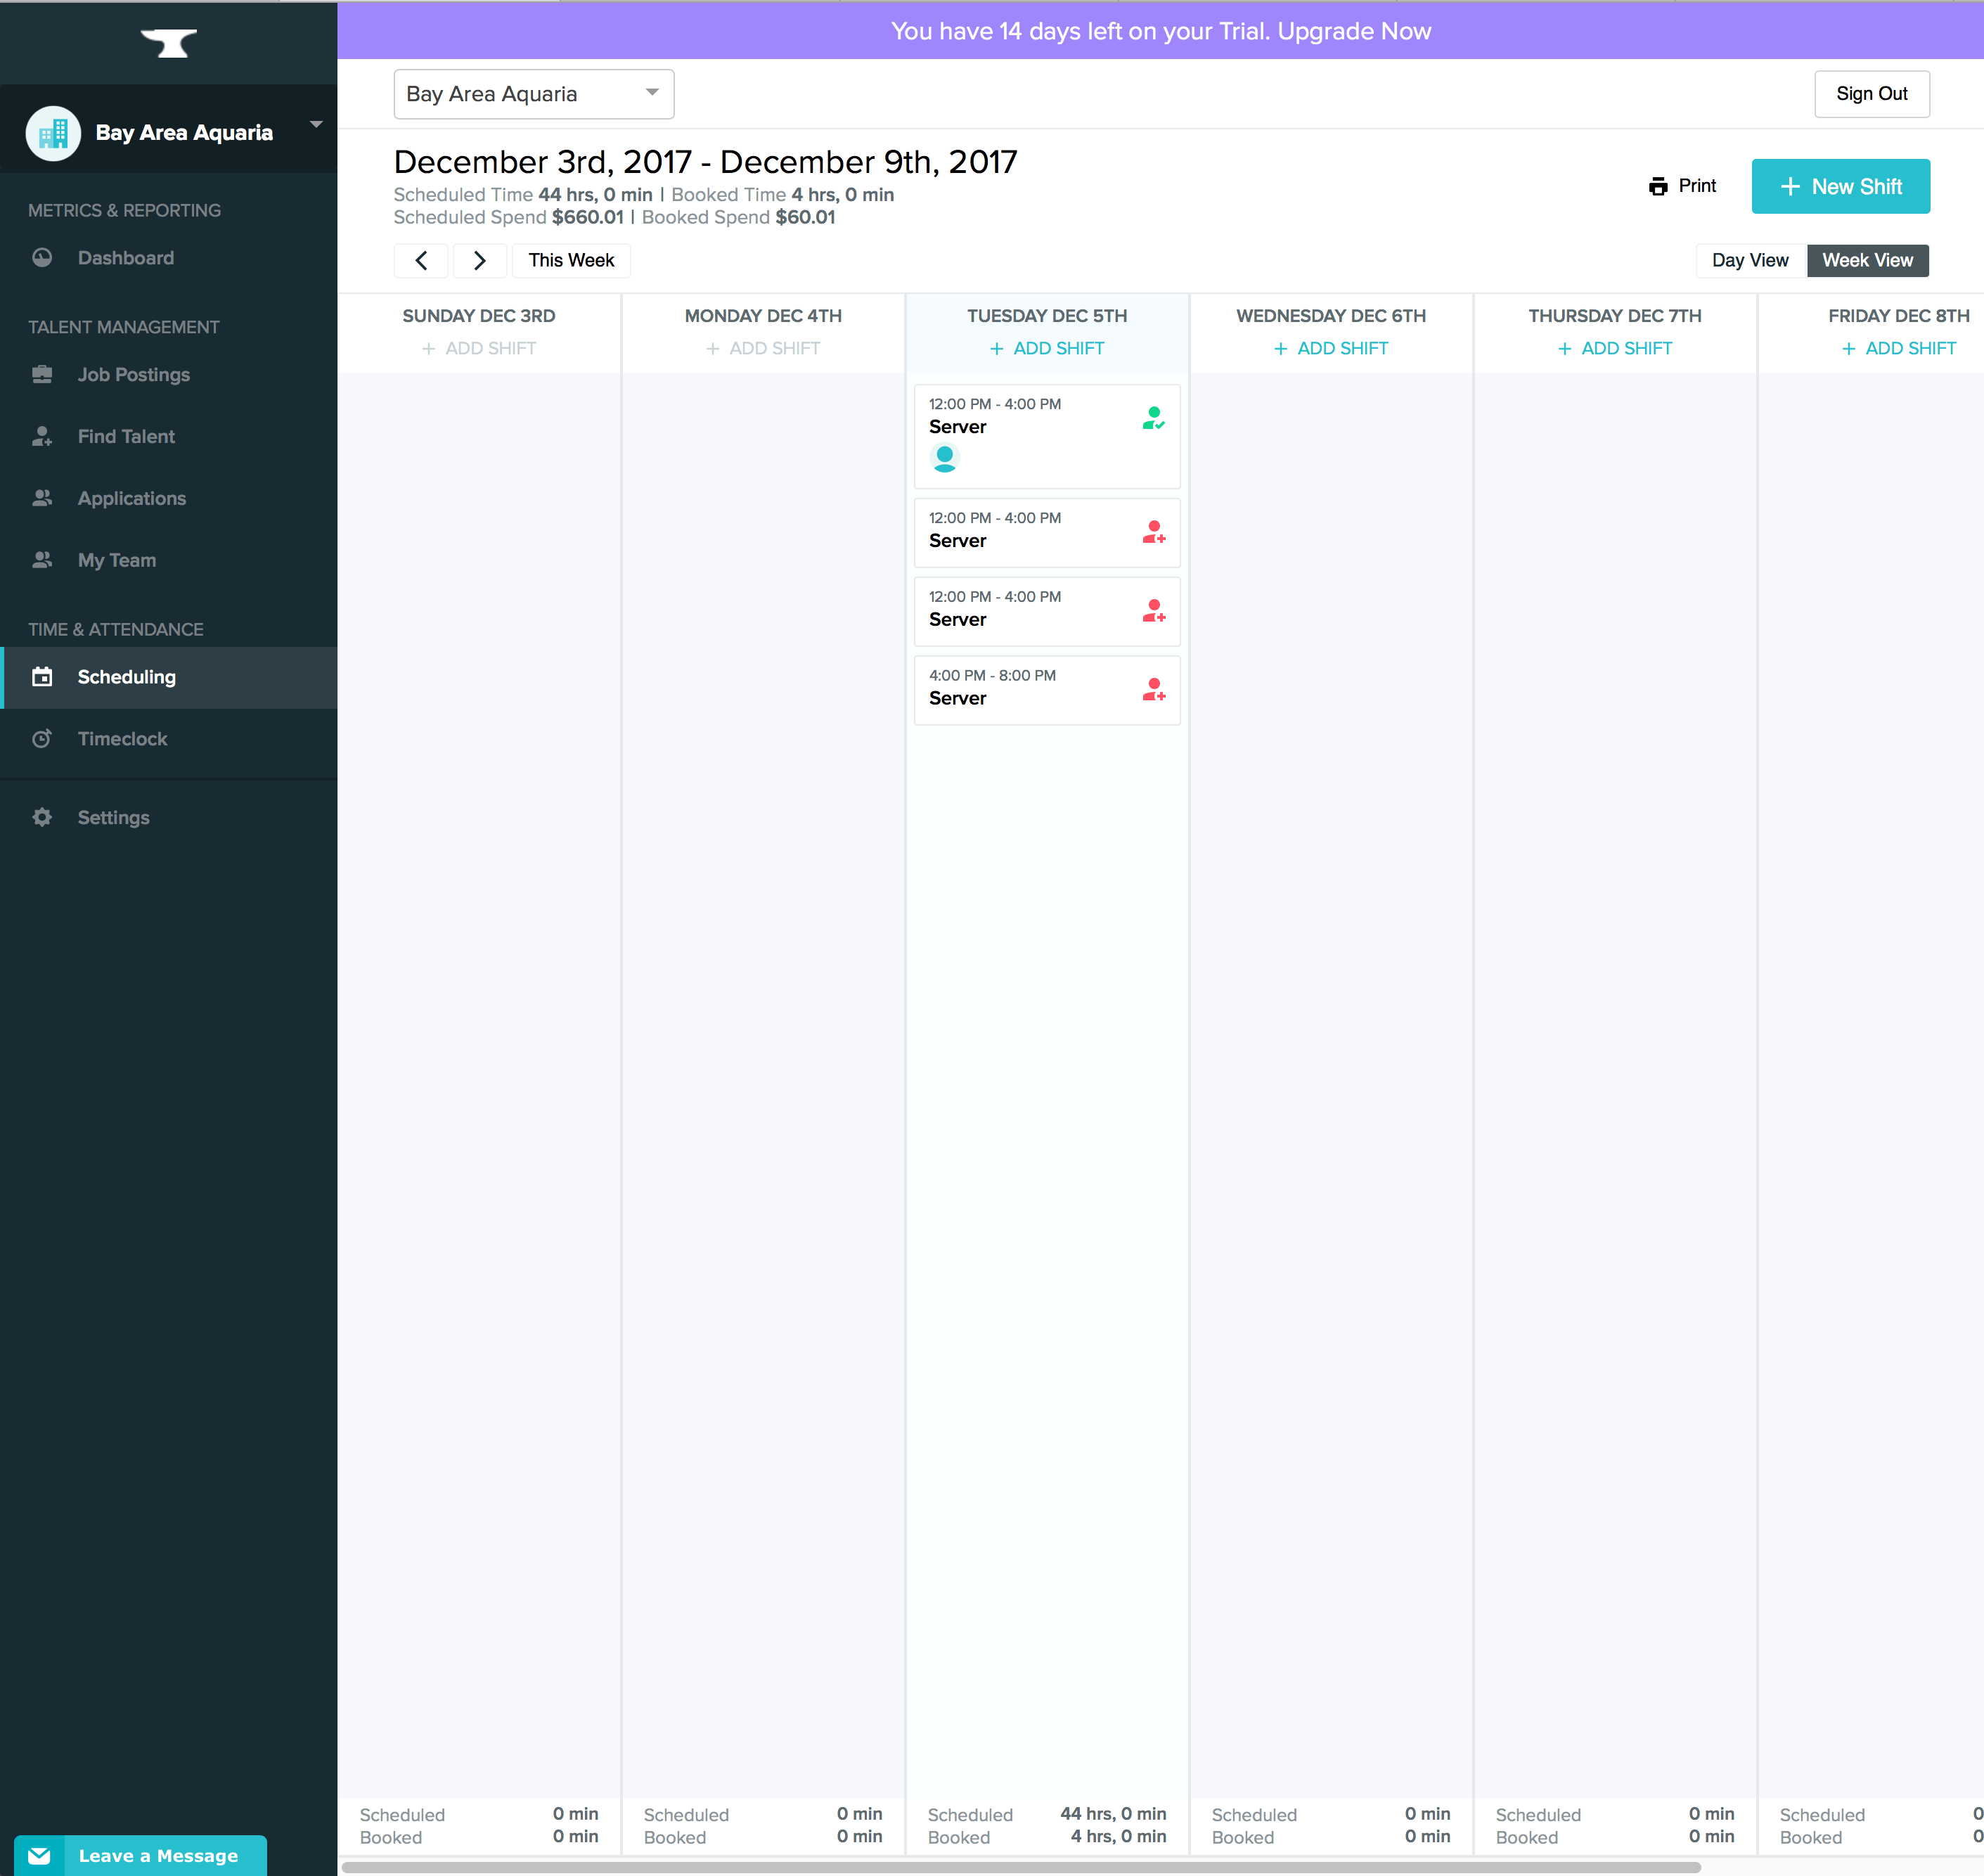 You have 14 days left on your Trial. Upgrade Now
Bay Area Aquaria
METRICS & REPORTING
Dashboard
TALENT MANAGEMENT
Job Postings
Find Talent
Applications
My Team
TIME & ATTENDANCE
Scheduling
Timeclock
Settings
Leave a Message
Bay Area Aquaria
Sign Out
December 3rd, 2017 - December 9th, 2017
Scheduled Time 44 hrs, 0 min | Booked Time 4 hrs, 0 min
Scheduled Spend $660.01 | Booked Spend $60.01
Print
+ New Shift
This Week
Day View
Week View
SUNDAY DEC 3RD
+ ADD SHIFT
Scheduled 0 min
Booked 0 min
MONDAY DEC 4TH
+ ADD SHIFT
Scheduled 0 min
Booked 0 min
TUESDAY DEC 5TH
+ ADD SHIFT
12:00 PM - 4:00 PM
Server
12:00 PM - 4:00 PM
Server
12:00 PM - 4:00 PM
Server
4:00 PM - 8:00 PM
Server
Scheduled 44 hrs, 0 min
Booked 4 hrs, 0 min
WEDNESDAY DEC 6TH
+ ADD SHIFT
Scheduled 0 min
Booked 0 min
THURSDAY DEC 7TH
+ ADD SHIFT
Scheduled 0 min
Booked 0 min
FRIDAY DEC 8TH
+ ADD SHIFT
Scheduled 0
Booked 0